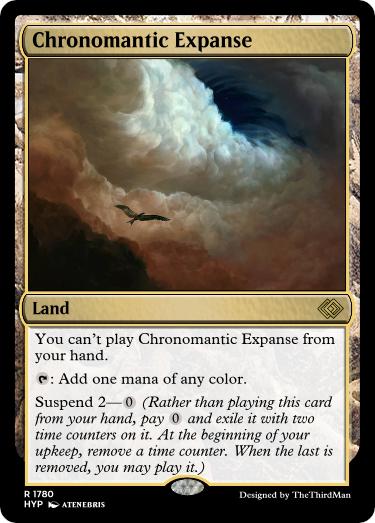 Chronomantic Expanse
Land
You can't play Chronomantic Expanse from
your hand.
: Add one mana of any color.
Suspend 2—0 (Rather than playing this card
from your hand, pay 0 and exile it with two
time counters on it. At the beginning of your
upkeep, remove a time counter. When the last is
removed, you may play it.)
R 1780
HYP ATENEBRIS
Designed by TheThirdMan